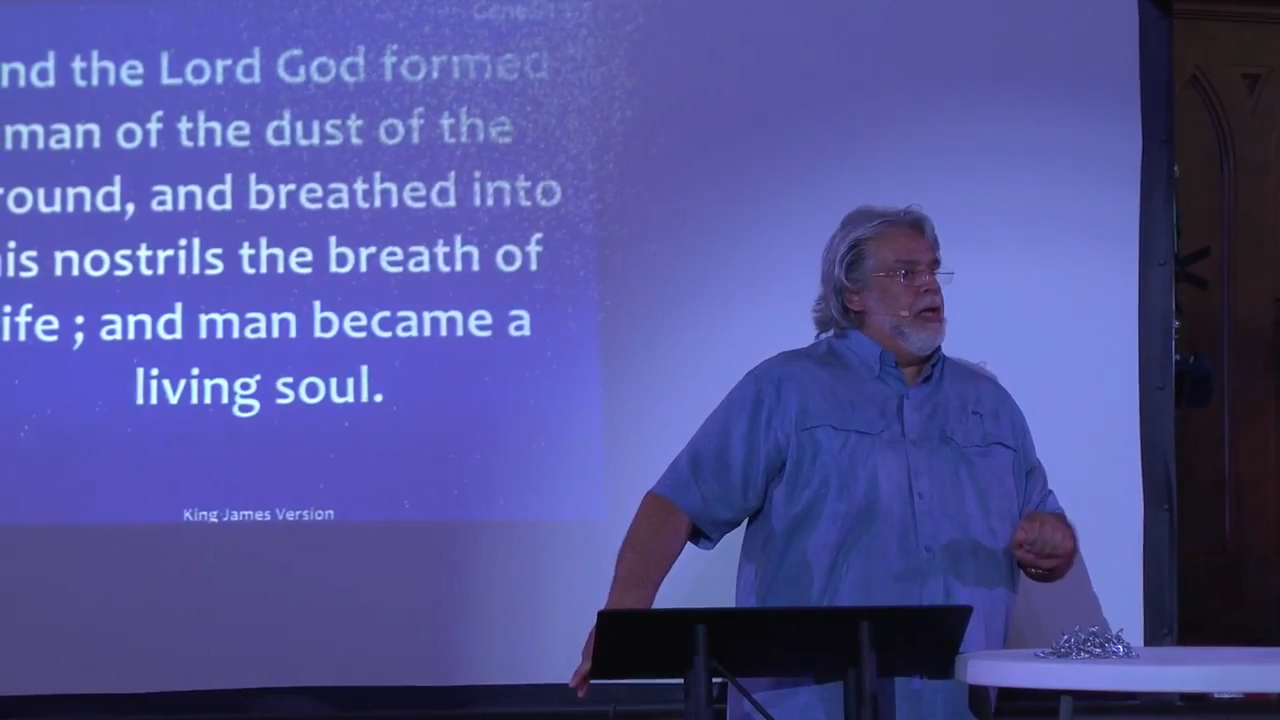 nd the Lord God formed
man of the dust of the
round, and breathed into
is nostrils the breath of
ife ; and man became a
living soul.
King James Version